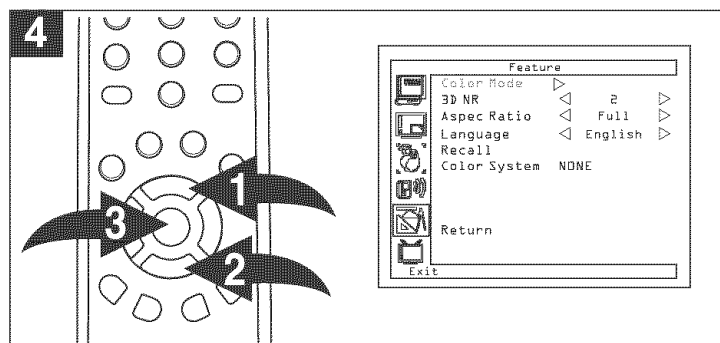 4
1
3
2
Feature
Color Mode
3D NR 2
Aspec Ratio Full
Language English
Recall
Color System NONE
Return
Exit